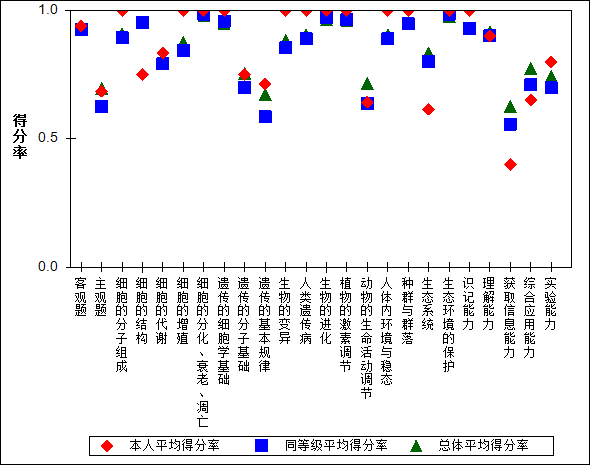 1.0
得分率
0.5
0.0
客观题
主观题
细胞的分子组成
细胞的结构
细胞的代谢
细胞的增殖
细胞的分化、衰老、凋亡
遗传的细胞学基础
遗传的分子基础
遗传的基本规律
生物的变异
人类遗传病
生物的进化
植物的激素调节
动物的生命活动调节
人体内环境与稳态
种群与群落
生态系统
生态环境的保护
识记能力
理解能力
获取信息能力
综合应用能力
实验能力
本人平均得分率
同等级平均得分率
总体平均得分率